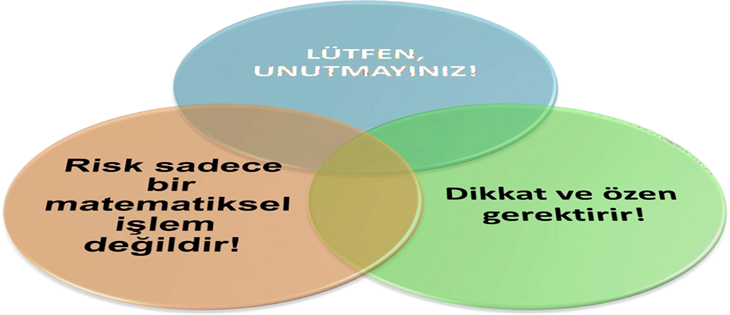 LÜTFEN,
UNUTMAYINIZ!
Risk sadece
bir
matematiksel
işlem
değildir!
Dikkat ve özen
gerektirir!